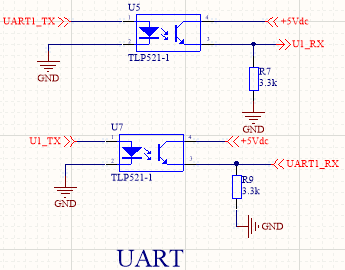 U5
UART1_TX
1
4
+5Vdc
2
3
U1_RX
TLP521-1
GND
R7
3.3k
GND
U7
U1_TX
1
4
+5Vdc
2
3
UART1_RX
TLP521-1
GND
R9
3.3k
GND
UART